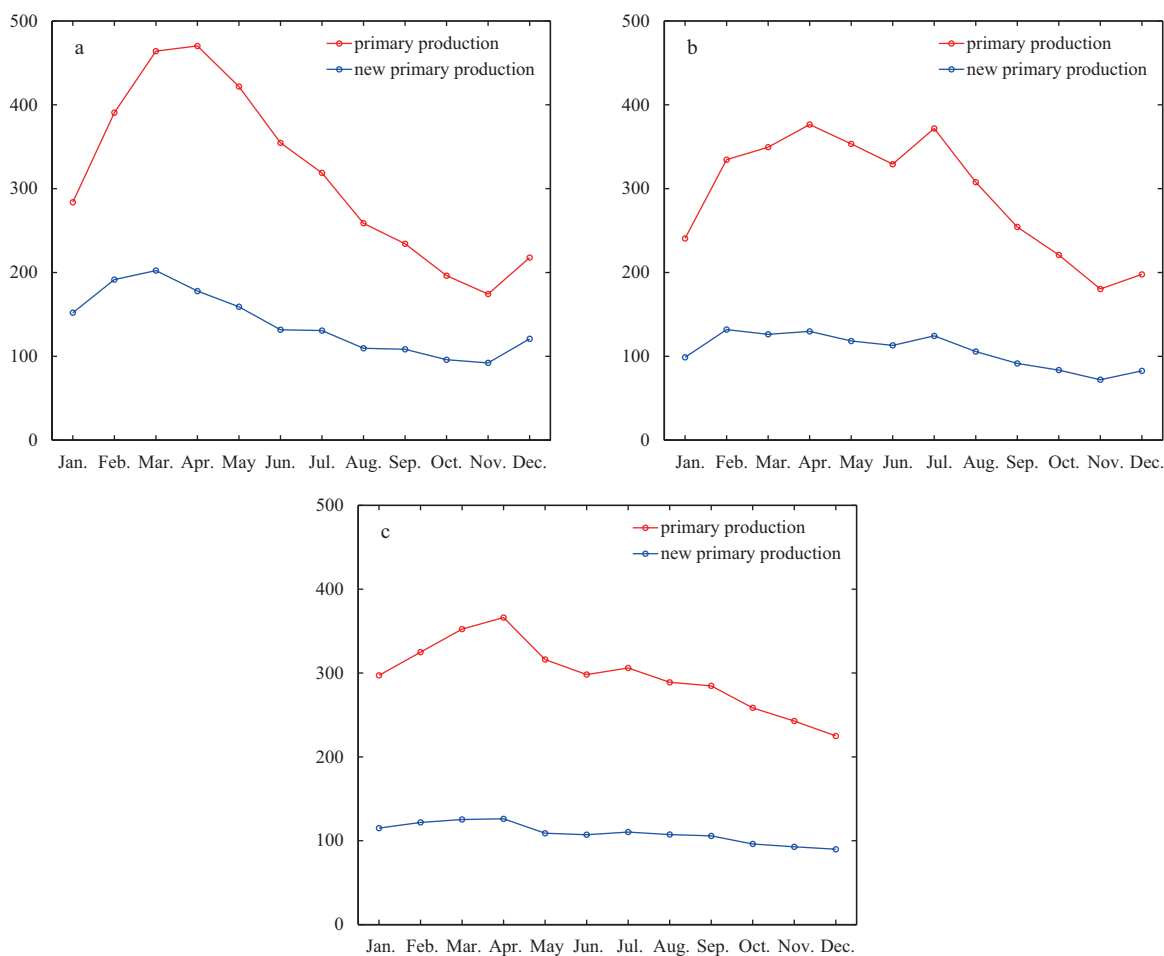 500
400
300
200
100
0
a
primary production
new primary production
Jan. Feb. Mar. Apr. May Jun. Jul. Aug. Sep. Oct. Nov. Dec.
500
400
300
200
100
0
b
primary production
new primary production
Jan. Feb. Mar. Apr. May Jun. Jul. Aug. Sep. Oct. Nov. Dec.
500
400
300
200
100
0
c
primary production
new primary production
Jan. Feb. Mar. Apr. May Jun. Jul. Aug. Sep. Oct. Nov. Dec.